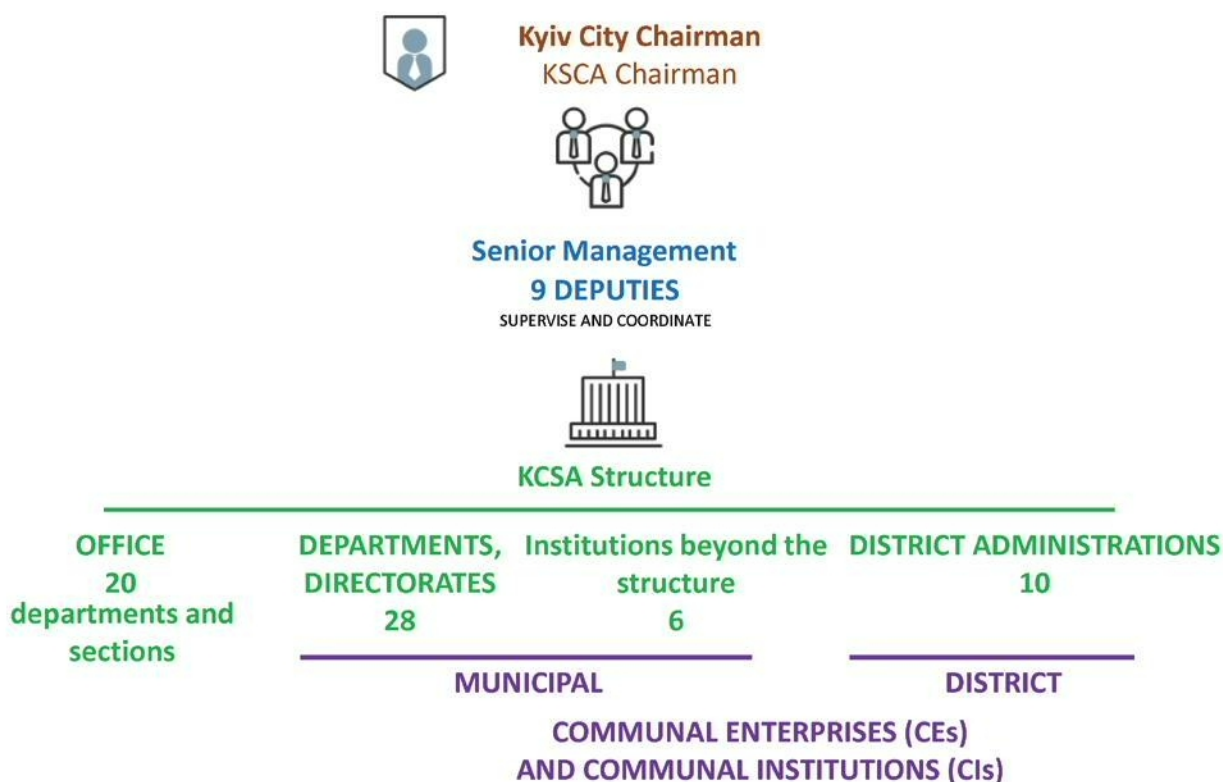 Kyiv City Chairman
KSCA Chairman
Senior Management
9 DEPUTIES
SUPERVISE AND COORDINATE
KCSA Structure
OFFICE
20
departments and
sections
DEPARTMENTS,
DIRECTORATES
28
Institutions beyond the
structure
6
DISTRICT ADMINISTRATIONS
10
MUNICIPAL
DISTRICT
COMMUNAL ENTERPRISES (CEs)
AND COMMUNAL INSTITUTIONS (CIs)